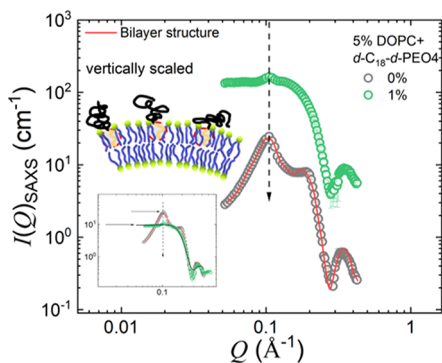 Bilayer structure
5% DOPC+
d-C18-d-PEO4-
vertically scaled
0%
1%
10³
10²
10¹
10⁰
10⁻¹
I(Q)SAXS (cm⁻¹)
10¹
10⁰
0.1
0.01
0.1
1
Q (Å⁻¹)